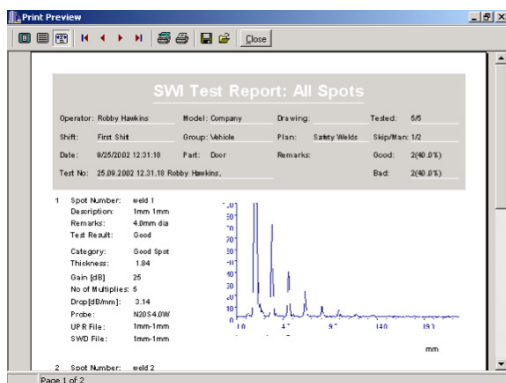 Print Preview
Close
SWI Test Report: All Spots
Operator: Robby Hawkins Model: Company Drawing: Tested: 5/5
Shift: First Shit Group: Vehicle Plan: Safety Welds Skip/Man: 1/2
Date: 9/25/2002 12:31:18 Part: Door Remarks: Good: 2(40.0%)
Test No: 25.09.2002 12.31.18 Robby Hawkins, Bad: 2(40.0%)
1 Spot Number: weld 1
Description: 1mm 1mm
Remarks: 4.0mm dia
Test Result: Good
Category: Good Spot
Thickness: 1.84
Gain [dB] 25
No of Multiplies: 6
Drop[dB/mm]: 3.14
Probe: N20S4.0W
UPR File: 1mm-1mm
SWD File: 1mm-1mm
mm
2 Spot Number: weld 2
Page 1 of 2